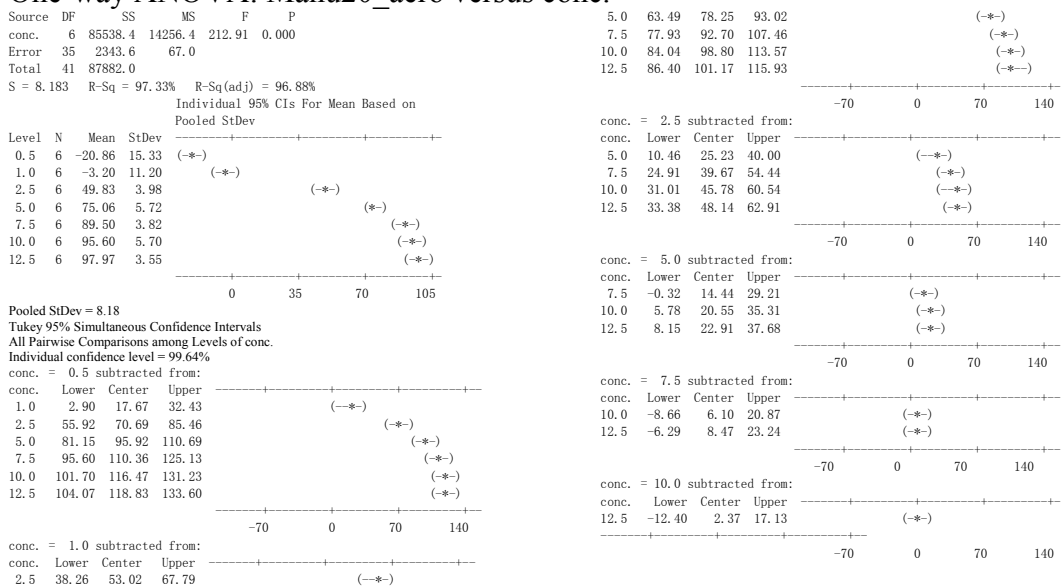 One-way ANOVA: Manu20_aero versus conc.
Source DF SS MS F P
conc. 6 85538.4 14256.4 212.91 0.000
Error 35 2343.6 67.0
Total 41 87882.0
S = 8.183 R-Sq = 97.33% R-Sq(adj) = 96.88%
Individual 95% CIs For Mean Based on
Pooled StDev
Level N Mean StDev -------+---------+---------+---------+-
0.5 6 -20.86 15.33 (-*-)
1.0 6 -3.20 11.20 (-*-)
2.5 6 49.83 3.98 (-*-)
5.0 6 75.06 5.72 (*-)
7.5 6 89.50 3.82 (-*-)
10.0 6 95.60 5.70 (-*-)
12.5 6 97.97 3.55 (-*-)
-------+---------+---------+---------+-
0 35 70 105
Pooled StDev = 8.18
Tukey 95% Simultaneous Confidence Intervals
All Pairwise Comparisons among Levels of conc.
Individual confidence level = 99.64%
conc. = 0.5 subtracted from:
conc. Lower Center Upper -------+---------+---------+---------+--
1.0 2.90 17.67 32.43 (--*-)
2.5 55.92 70.69 85.46 (-*-)
5.0 81.15 95.92 110.69 (-*-)
7.5 95.60 110.36 125.13 (-*-)
10.0 101.70 116.47 131.23 (-*-)
12.5 104.07 118.83 133.60 (-*-)
-------+---------+---------+---------+--
-70 0 70 140
conc. = 1.0 subtracted from:
conc. Lower Center Upper -------+---------+---------+---------+--
2.5 38.26 53.02 67.79 (--*-)
5.0 63.49 78.25 93.02 (-*-)
7.5 77.93 92.70 107.46 (-*-)
10.0 84.04 98.80 113.57 (-*-)
12.5 86.40 101.17 115.93 (-*--)
-------+---------+---------+---------+--
-70 0 70 140
conc. = 2.5 subtracted from:
conc. Lower Center Upper -------+---------+---------+---------+--
5.0 10.46 25.23 40.00 (--*-)
7.5 24.91 39.67 54.44 (-*-)
10.0 31.01 45.78 60.54 (--*-)
12.5 33.38 48.14 62.91 (-*-)
-------+---------+---------+---------+--
-70 0 70 140
conc. = 5.0 subtracted from:
conc. Lower Center Upper -------+---------+---------+---------+--
7.5 -0.32 14.44 29.21 (-*-)
10.0 5.78 20.55 35.31 (-*-)
12.5 8.15 22.91 37.68 (-*-)
-------+---------+---------+---------+--
-70 0 70 140
conc. = 7.5 subtracted from:
conc. Lower Center Upper -------+---------+---------+---------+--
10.0 -8.66 6.10 20.87 (-*-)
12.5 -6.29 8.47 23.24 (-*-)
-------+---------+---------+---------+--
-70 0 70 140
conc. = 10.0 subtracted from:
conc. Lower Center Upper -------+---------+---------+---------+--
12.5 -12.40 2.37 17.13 (-*-)
-------+---------+---------+---------+--
-70 0 70 140